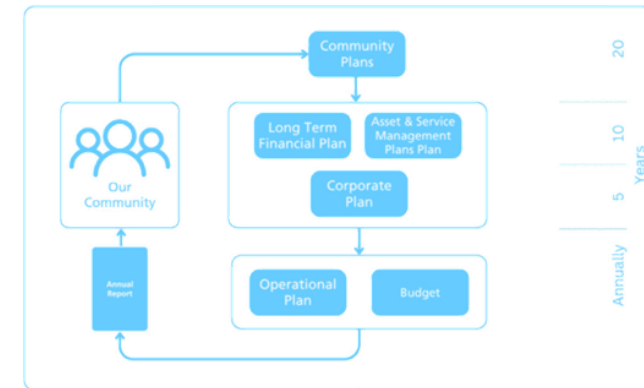 Community
Plans
20
Long Term
Financial Plan
Asset & Service
Management
Plans Plan
10
Our
Community
Corporate
Plan
5
Years
Annual
Report
Operational
Plan
Budget
Annually